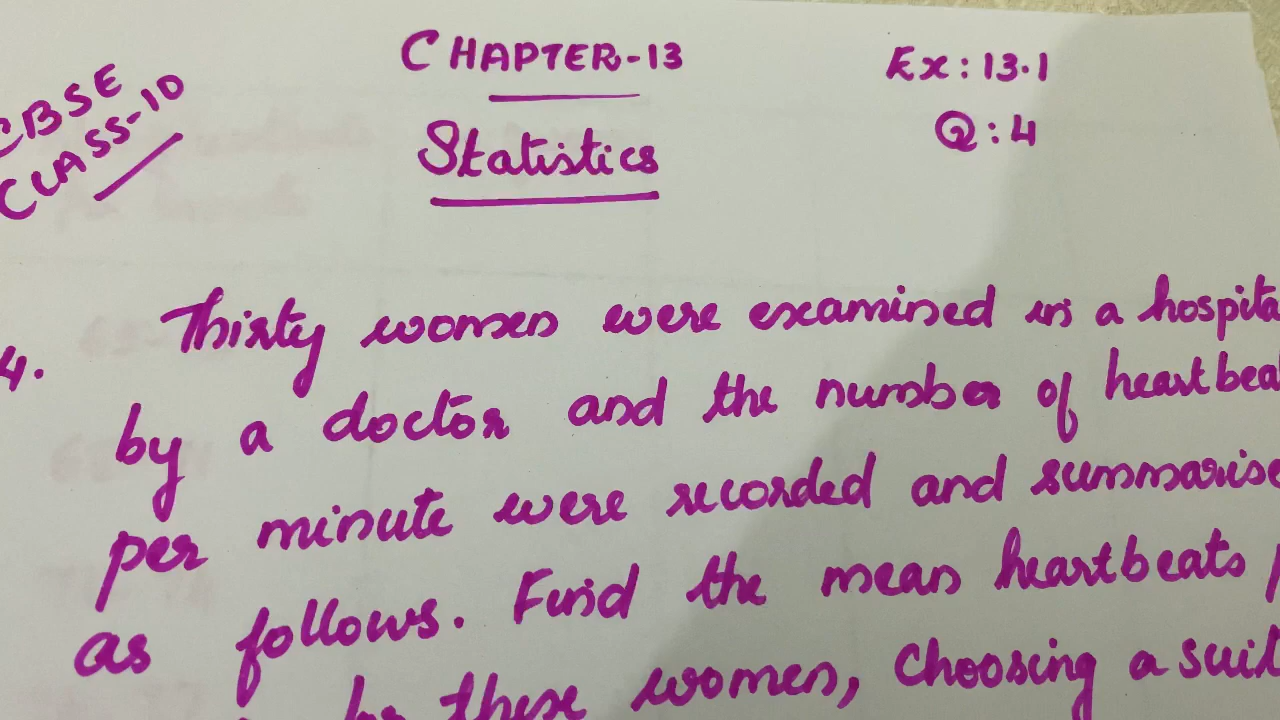 CHAPTER-13
Ex: 13.1
CBSE
CLASS-10
Statistics
Q: 4
4. Thirty women were examined in a hospita
by a doctor and the number of heartbea
per minute were recorded and summarise
as follows. Find the mean heartbeats p
for these women, Choosing a suit